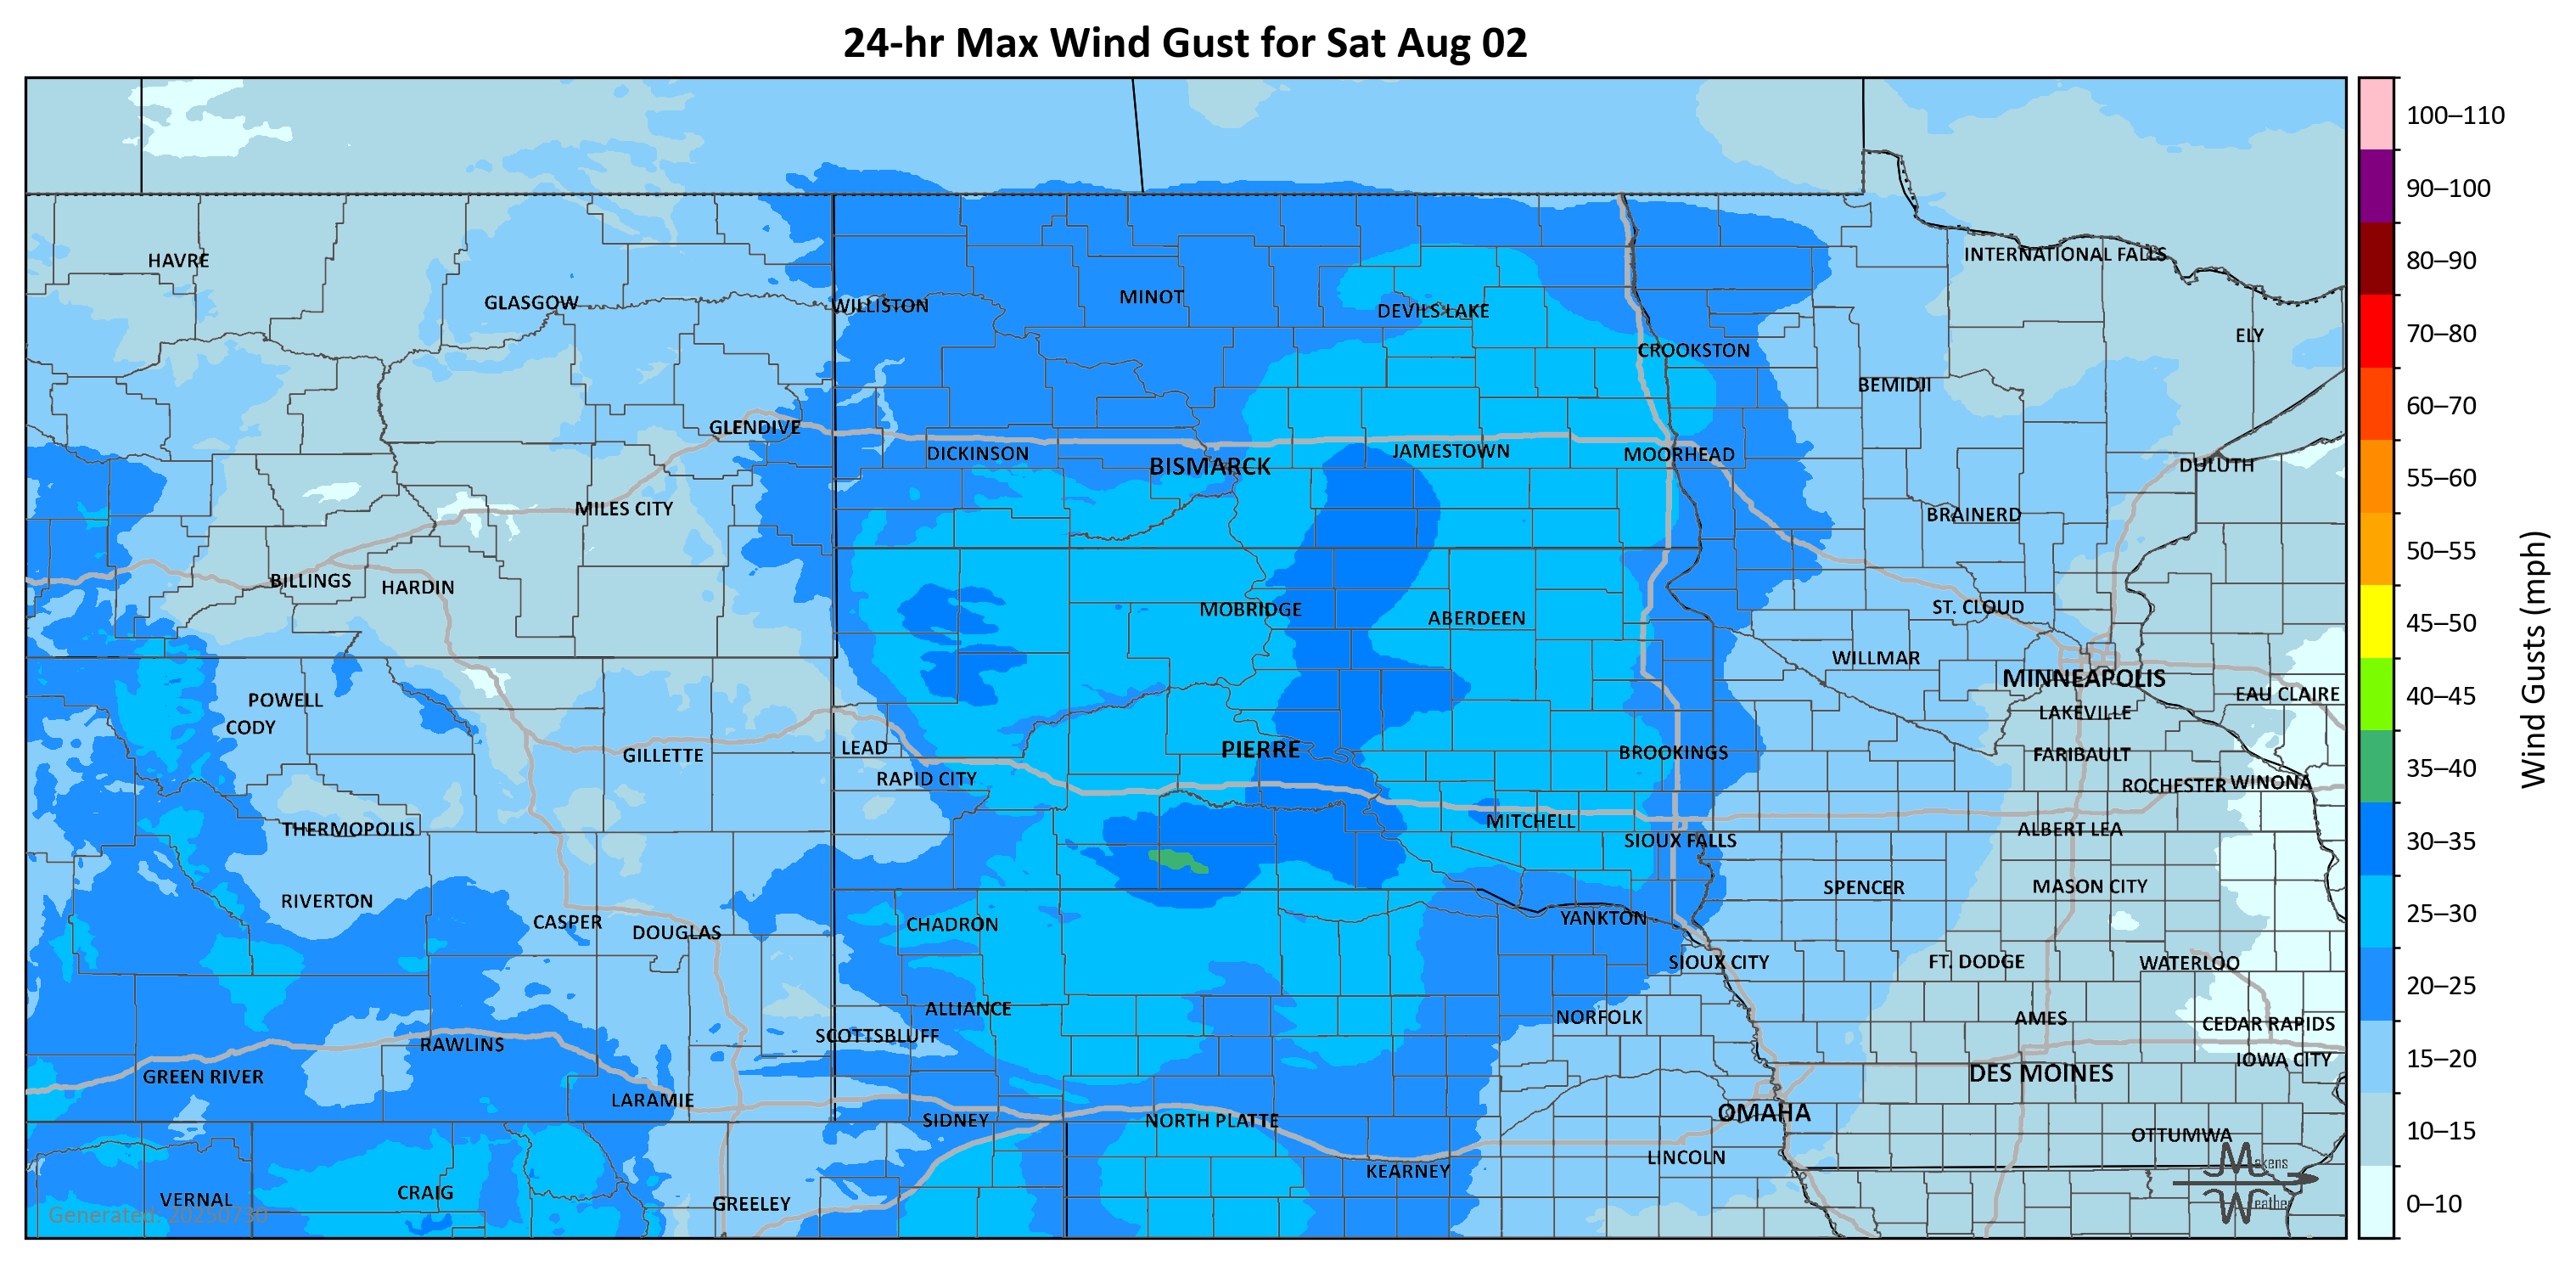 24-hr Max Wind Gust for Sat Aug 02
100–110
90–100
80–90
70–80
60–70
55–60
50–55
45–50
40–45
35–40
30–35
25–30
20–25
15–20
10–15
0–10
Wind Gusts (mph)
HAVRE
INTERNATIONAL FALLS
GLASGOW
WILLISTON
MINOT
DEVILS LAKE
ELY
CROOKSTON
BEMIDJI
GLENDIVE
DICKINSON
BISMARCK
JAMESTOWN
MOORHEAD
DULUTH
MILES CITY
BRAINERD
BILLINGS
HARDIN
MOBRIDGE
ABERDEEN
ST. CLOUD
WILLMAR
MINNEAPOLIS
POWELL
EAU CLAIRE
CODY
LAKEVILLE
GILLETTE
LEAD
PIERRE
BROOKINGS
FARIBAULT
RAPID CITY
ROCHESTER
WINONA
THERMOPOLIS
MITCHELL
ALBERT LEA
SIOUX FALLS
RIVERTON
SPENCER
MASON CITY
CASPER
DOUGLAS
CHADRON
YANKTON
SIOUX CITY
FT. DODGE
WATERLOO
ALLIANCE
NORFOLK
AMES
CEDAR RAPIDS
RAWLINS
SCOTTSBLUFF
IOWA CITY
GREEN RIVER
DES MOINES
LARAMIE
SIDNEY
NORTH PLATTE
OMAHA
OTTUMWA
KEARNEY
LINCOLN
VERNAL
CRAIG
GREELEY
Makens
Weather
Generated: 20250730